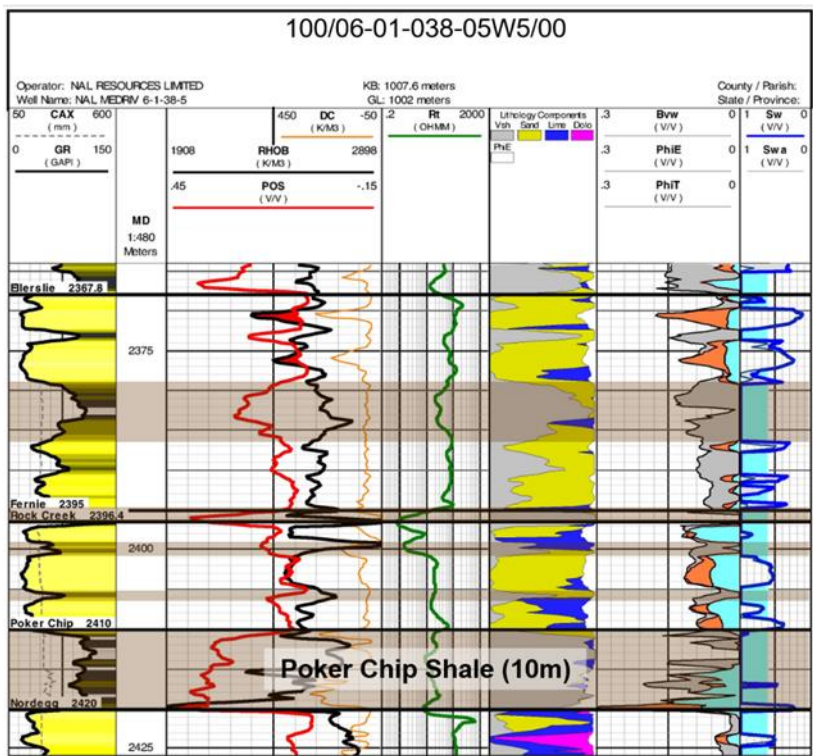 100/06-01-038-05W5/00
Operator: NAL RESOURCES LIMITED KB: 1007.6 meters County / Parish:
Well Name: NAL MEDRIV 6-1-38-5 GL: 1002 meters State / Province:
50 CAX 600
( mm )
0 GR 150
( GAPI )
MD
1:480
Meters
450 DC -50
( K/M3 )
1908 RHOB 2898
( K/M3 )
.45 POS -.15
( V/V )
.2 Rt 2000
( OHMM )
Lithology Components
Vsh Sand Lime Dolo
PhiE
.3 Bvw 0
( V/V )
.3 PhiE 0
( V/V )
.3 PhiT 0
( V/V )
1 Sw 0
( V/V )
1 Swa 0
( V/V )
Ellerslie 2367.8
2375
Fernie 2395
Rock Creek 2396.4
2400
Poker Chip 2410
Poker Chip Shale (10m)
Nordegg 2420
2425